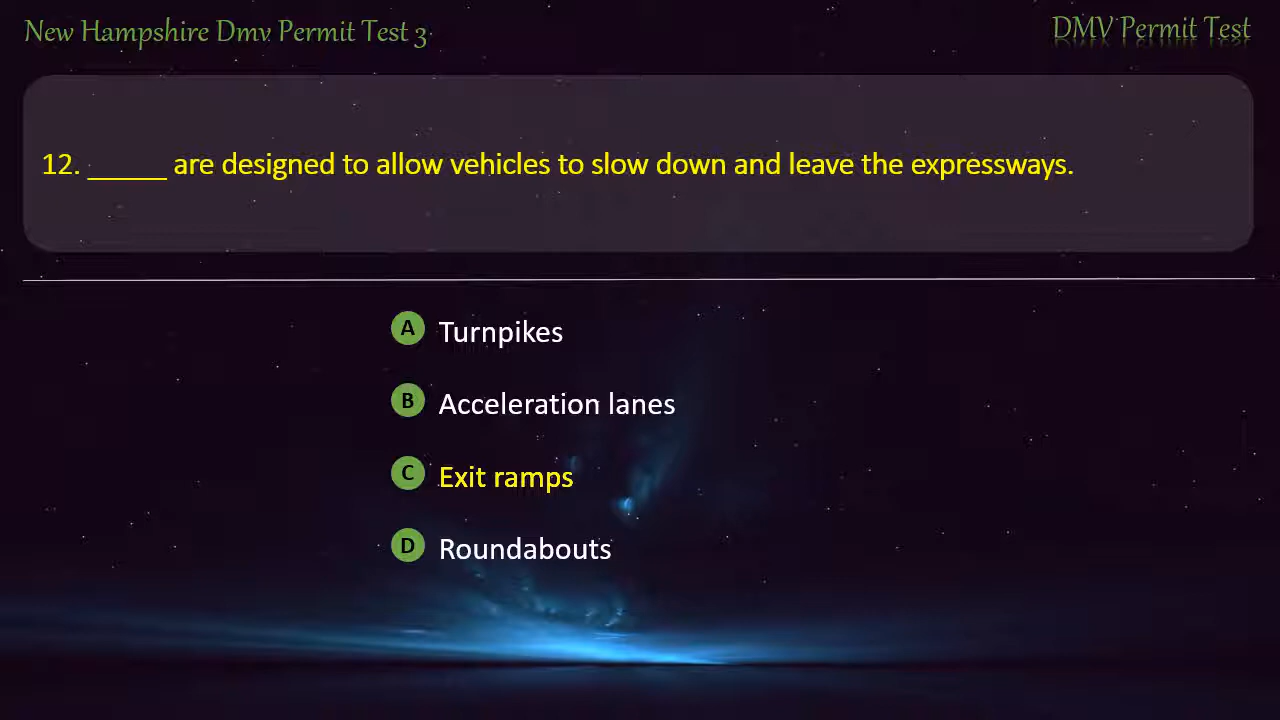 New Hampshire Dmv Permit Test 3
DMV Permit Test
12. _____ are designed to allow vehicles to slow down and leave the expressways.
A Turnpikes
B Acceleration lanes
C Exit ramps
D Roundabouts